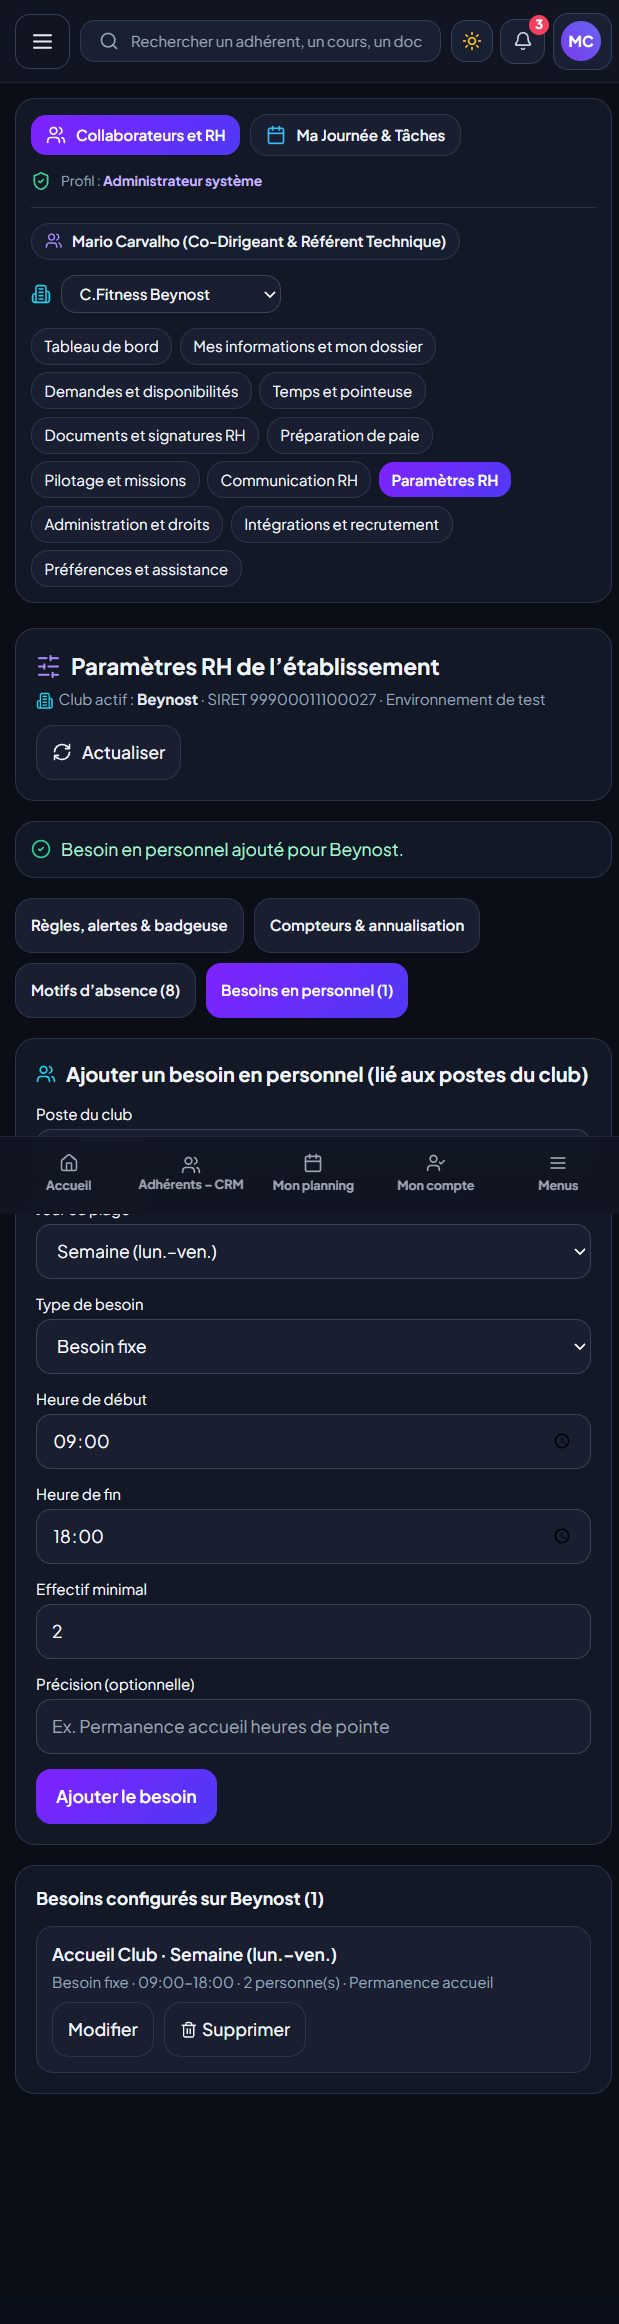 Rechercher un adhérent, un cours, un doc
3
MC
Collaborateurs et RH
Ma Journée & Tâches
Profil : Administrateur système
Mario Carvalho (Co-Dirigeant & Référent Technique)
C.Fitness Beynost
Tableau de bord
Mes informations et mon dossier
Demandes et disponibilités
Temps et pointeuse
Documents et signatures RH
Préparation de paie
Pilotage et missions
Communication RH
Paramètres RH
Administration et droits
Intégrations et recrutement
Préférences et assistance
Paramètres RH de l’établissement
Club actif : Beynost · SIRET 99900011100027 · Environnement de test
Actualiser
Besoin en personnel ajouté pour Beynost.
Règles, alertes & badgeuse
Compteurs & annualisation
Motifs d’absence (8)
Besoins en personnel (1)
Ajouter un besoin en personnel (lié aux postes du club)
Poste du club
Accueil
Adhérents – CRM
Mon planning
Mon compte
Menus
Semaine (lun.–ven.)
Type de besoin
Besoin fixe
Heure de début
09:00
Heure de fin
18:00
Effectif minimal
2
Précision (optionnelle)
Ex. Permanence accueil heures de pointe
Ajouter le besoin
Besoins configurés sur Beynost (1)
Accueil Club · Semaine (lun.–ven.)
Besoin fixe · 09:00–18:00 · 2 personne(s) · Permanence accueil
Modifier
Supprimer